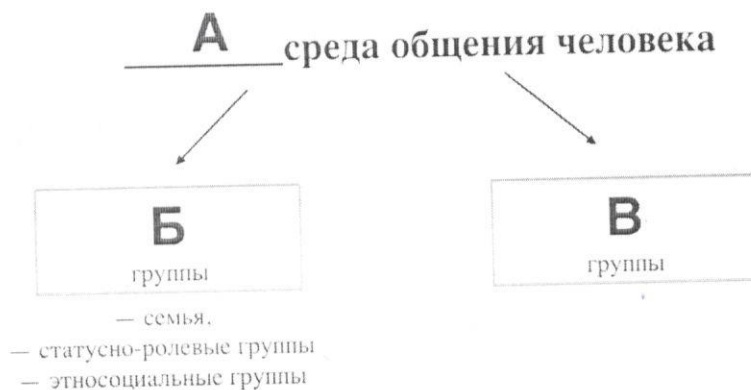 А среда общения человека
Б
группы
В
группы
— семья,
— статусно-ролевые группы
— этносоциальные группы